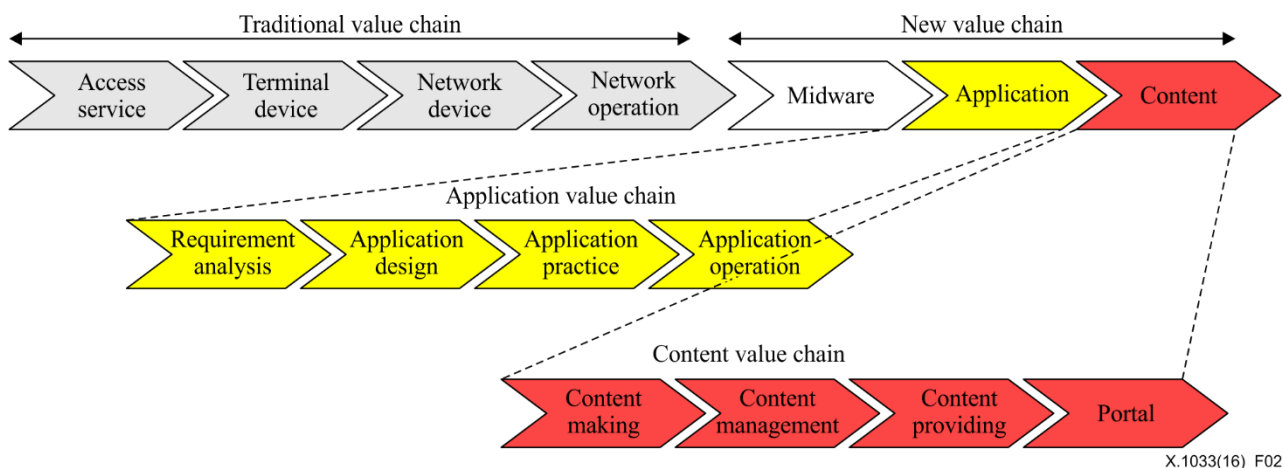 Traditional value chain
New value chain
Access
service
Terminal
device
Network
device
Network
operation
Midware
Application
Content
Application value chain
Requirement
analysis
Application
design
Application
practice
Application
operation
Content value chain
Content
making
Content
management
Content
providing
Portal
X.1033(16)_F02